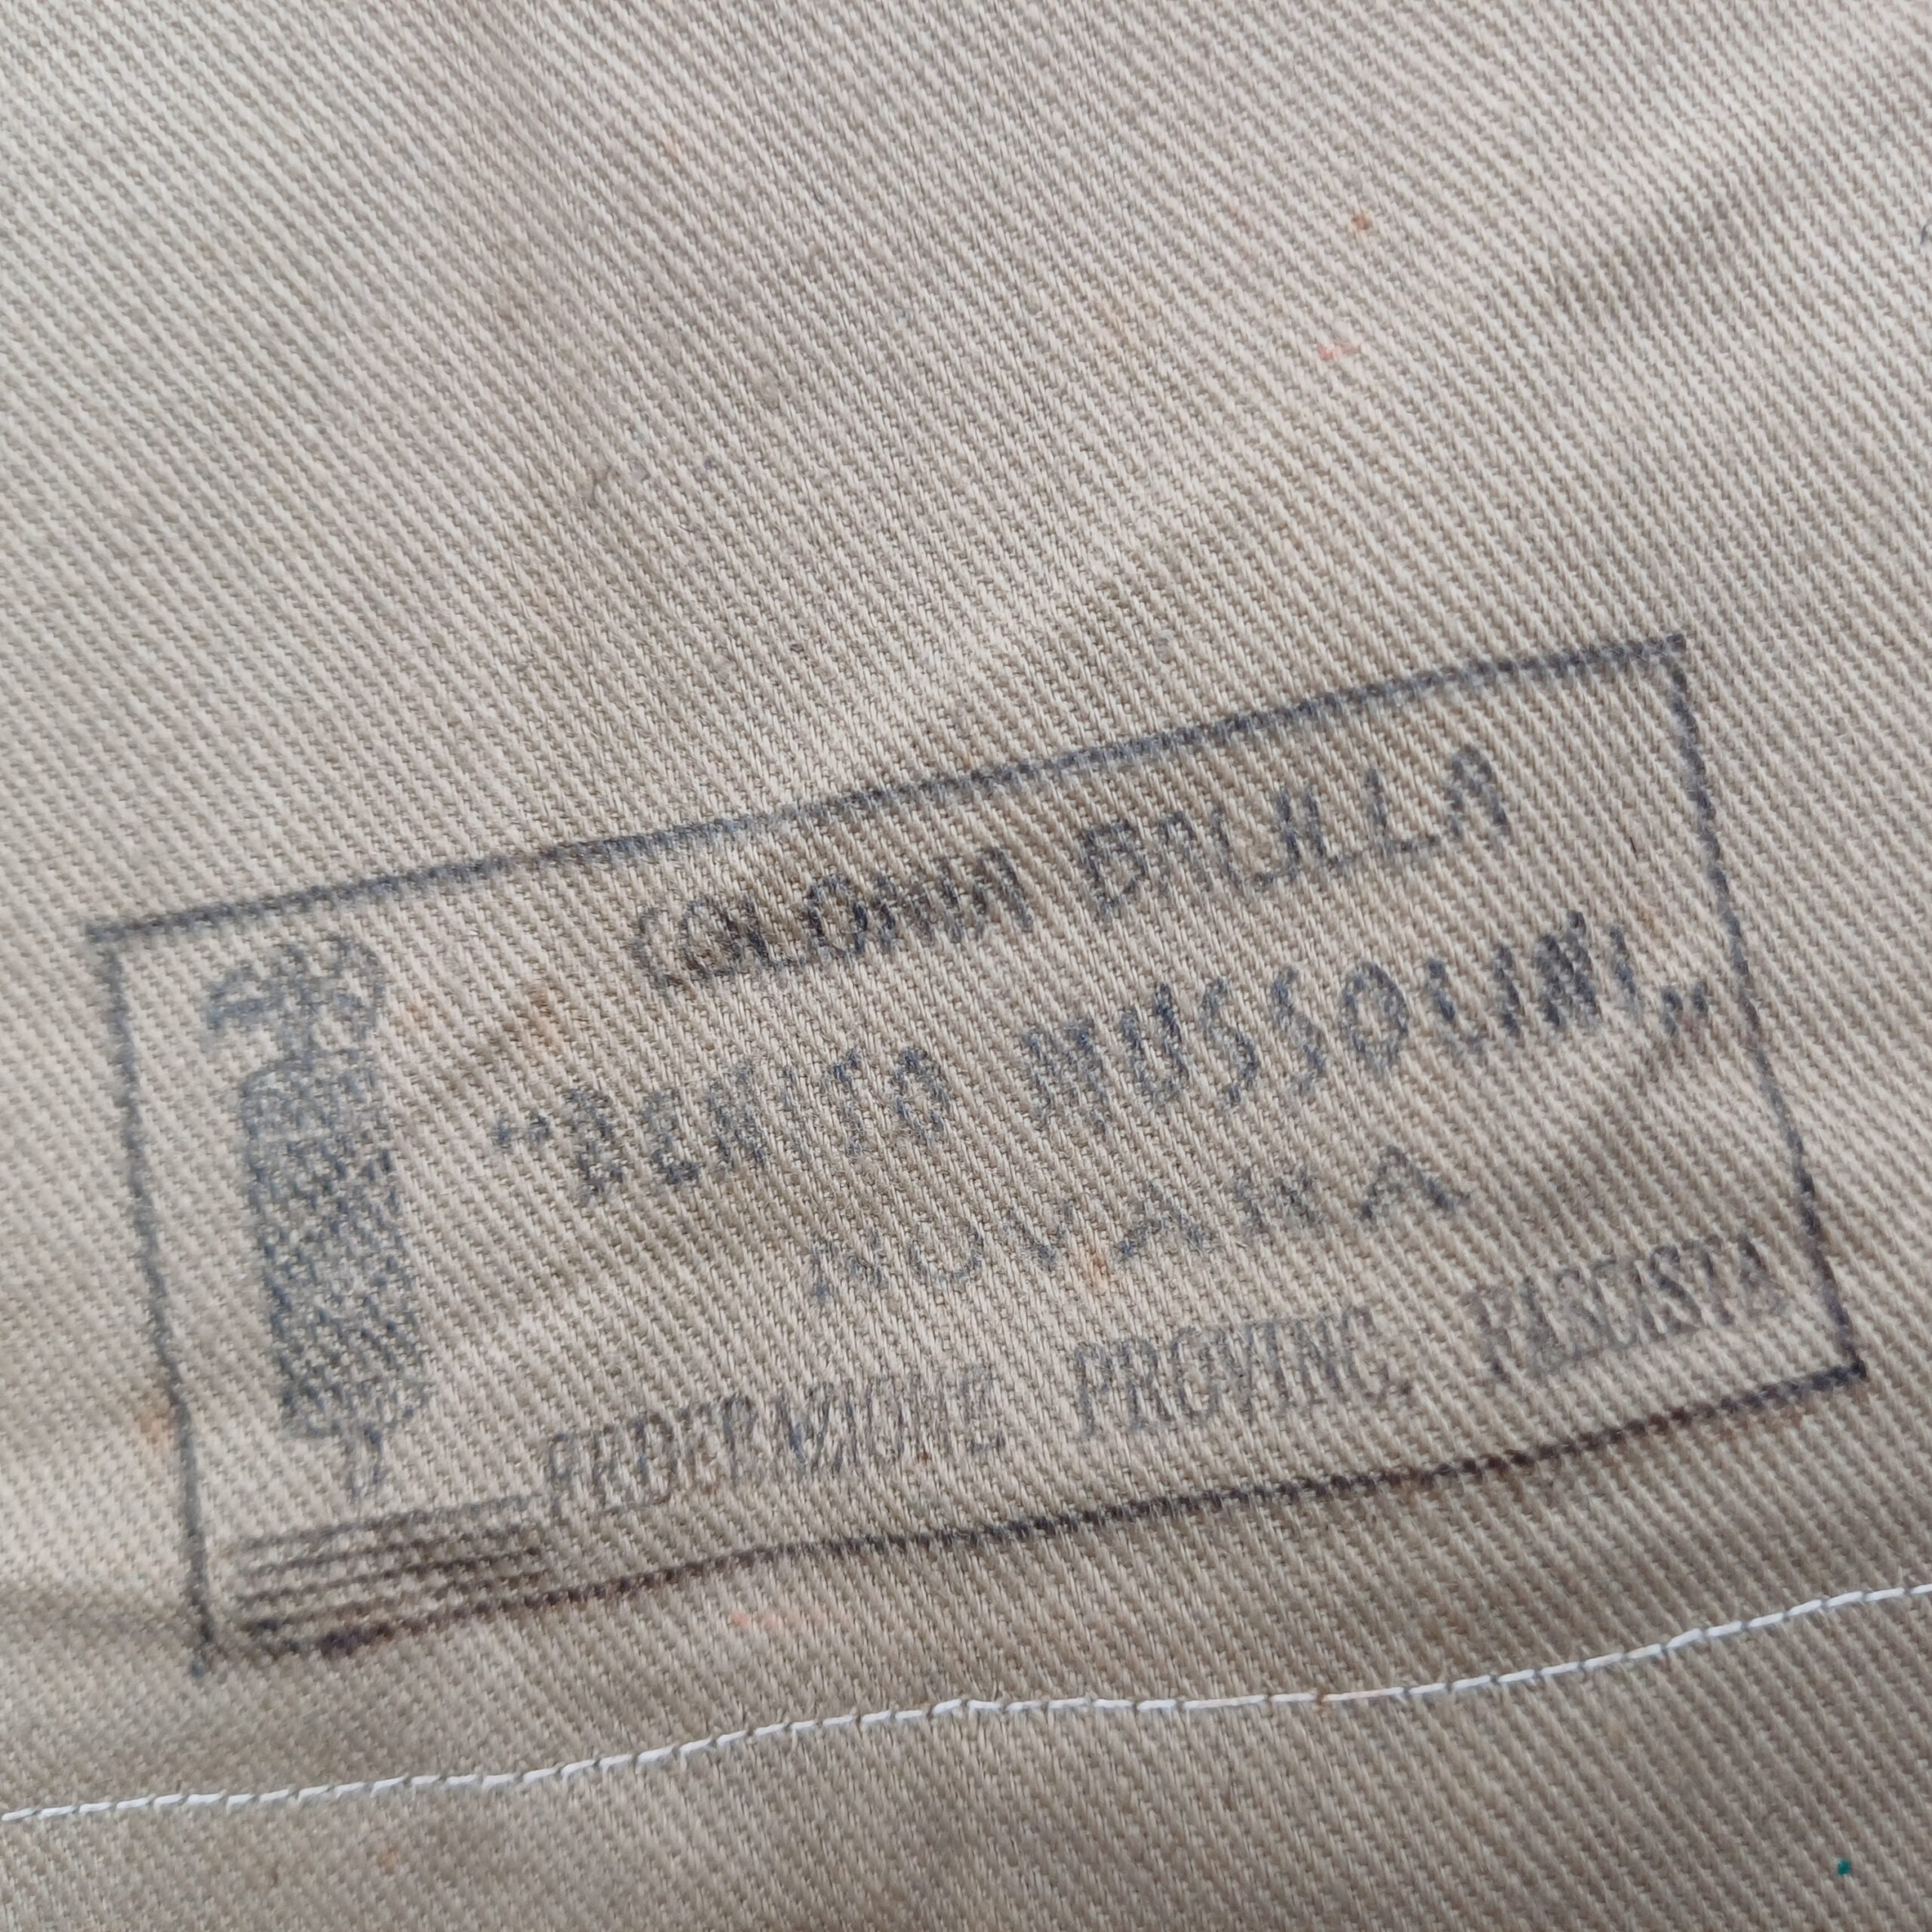 COLONIA BALILLA
"BENITO MUSSOLINI„
NOVARA
FEDERAZIONE PROVINC. FASCISTA